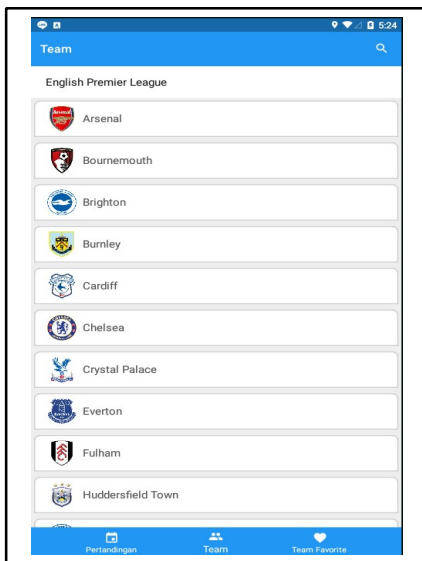 5:24
Team
English Premier League
Arsenal
Bournemouth
Brighton
Burnley
Cardiff
Chelsea
Crystal Palace
Everton
Fulham
Huddersfield Town
Pertandingan
Team
Team Favorite